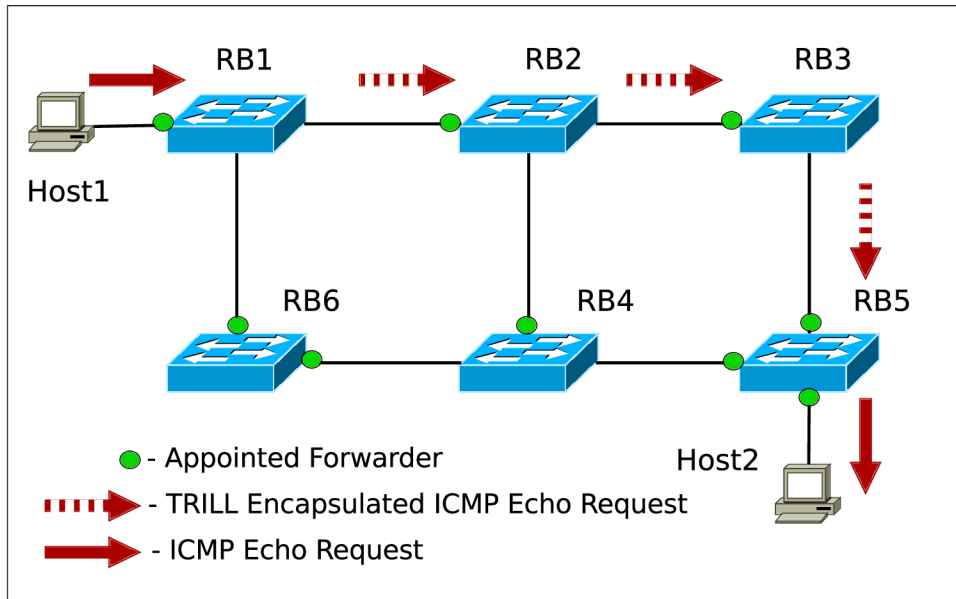 RB1
RB2
RB3
Host1
RB6
RB4
RB5
Host2
- Appointed Forwarder
- TRILL Encapsulated ICMP Echo Request
- ICMP Echo Request